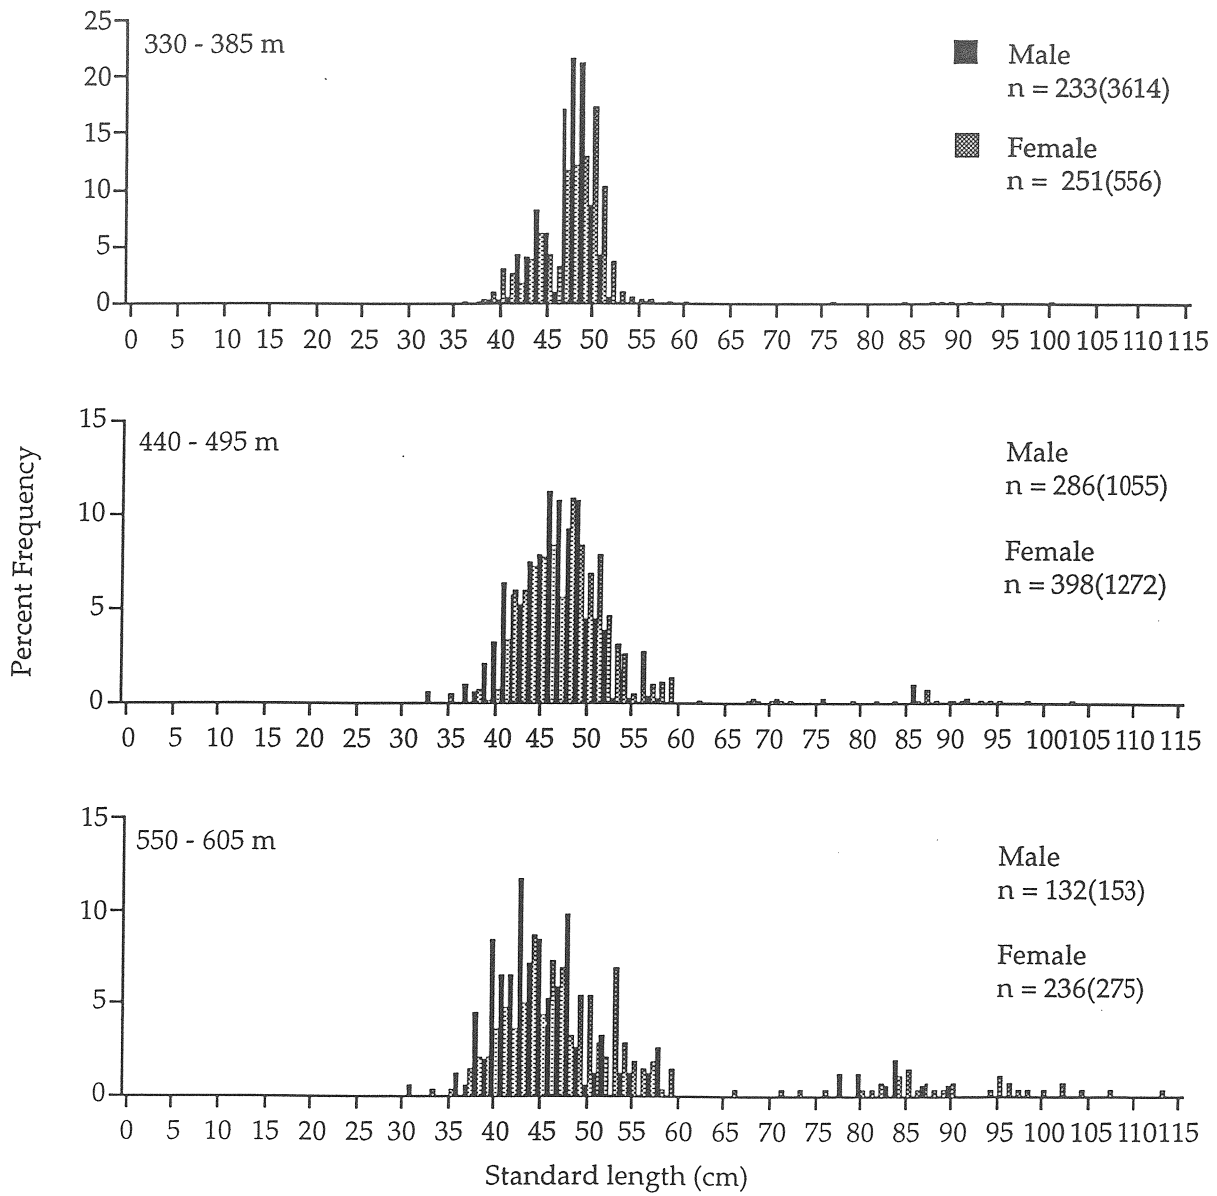 25
330 - 385 m
Male
n = 233(3614)
20
15
Female
n = 251(556)
10
5
0
0 5 10 15 20 25 30 35 40 45 50 55 60 65 70 75 80 85 90 95 100 105 110 115
Percent Frequency
15
440 - 495 m
Male
n = 286(1055)
10
Female
n = 398(1272)
5
0
0 5 10 15 20 25 30 35 40 45 50 55 60 65 70 75 80 85 90 95 100 105 110 115
15
550 - 605 m
Male
n = 132(153)
10
Female
n = 236(275)
5
0
0 5 10 15 20 25 30 35 40 45 50 55 60 65 70 75 80 85 90 95 100 105 110 115
Standard length (cm)